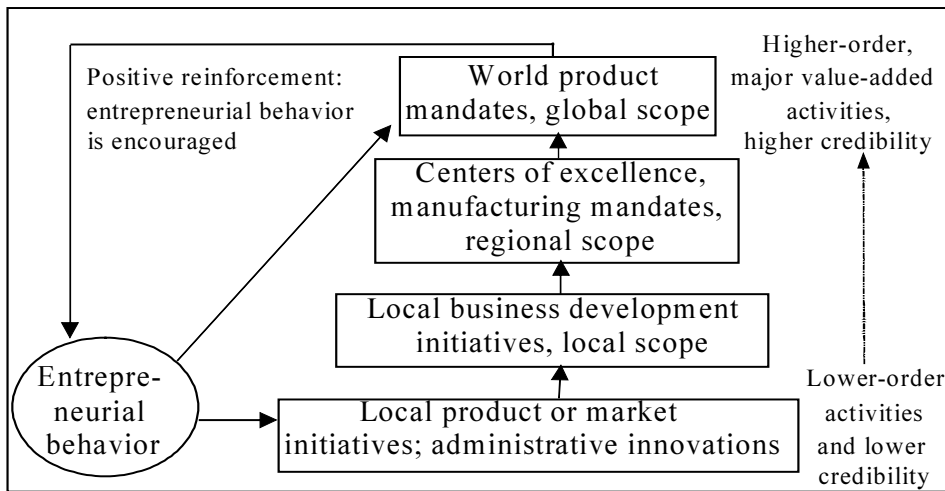 Positive reinforcement:
entrepreneurial behavior
is encouraged
World product
mandates, global scope
Higher-order,
major value-added
activities,
higher credibility
Centers of excellence,
manufacturing mandates,
regional scope
Local business development
initiatives, local scope
Entrepre-
neurial
behavior
Local product or market
initiatives; administrative innovations
Lower-order
activities
and lower
credibility